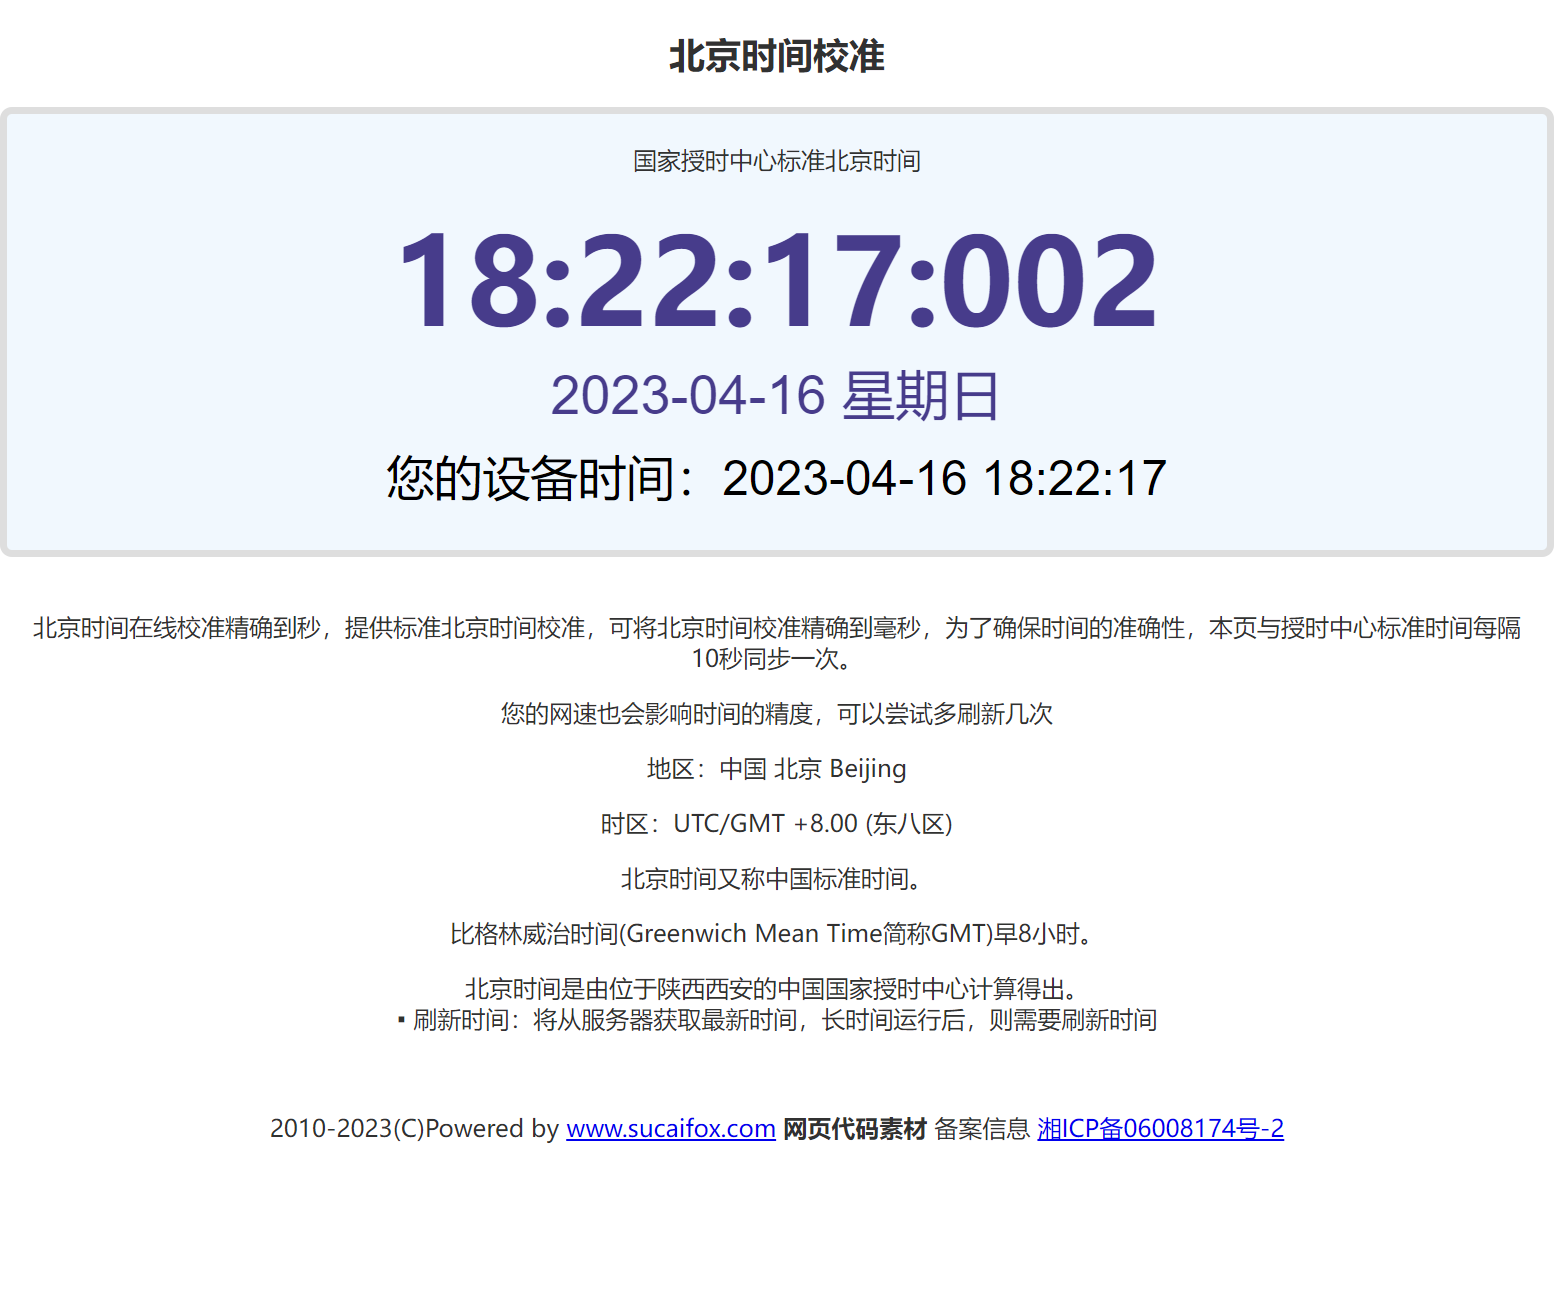 北京时间校准
国家授时中心标准北京时间
18:22:17:002
2023-04-16 星期日
您的设备时间：2023-04-16 18:22:17
北京时间在线校准精确到秒，提供标准北京时间校准，可将北京时间校准精确到毫秒，为了确保时间的准确性，本页与授时中心标准时间每隔
10秒同步一次。
您的网速也会影响时间的精度，可以尝试多刷新几次
地区：中国 北京 Beijing
时区：UTC/GMT +8.00 (东八区)
北京时间又称中国标准时间。
比格林威治时间(Greenwich Mean Time简称GMT)早8小时。
北京时间是由位于陕西西安的中国国家授时中心计算得出。
▪ 刷新时间：将从服务器获取最新时间，长时间运行后，则需要刷新时间
2010-2023(C)Powered by www.sucaifox.com 网页代码素材 备案信息 湘ICP备06008174号-2